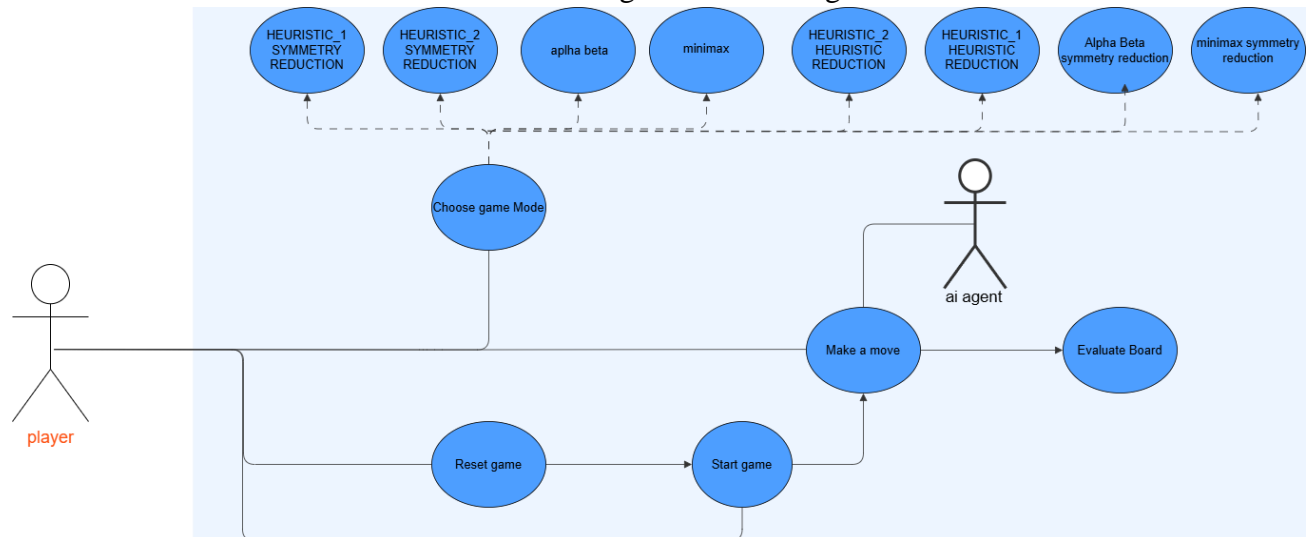 HEURISTIC_1
SYMMETRY
REDUCTION
HEURISTIC_2
SYMMETRY
REDUCTION
aplha beta
minimax
HEURISTIC_2
HEURISTIC
REDUCTION
HEURISTIC_1
HEURISTIC
REDUCTION
Alpha Beta
symmetry reduction
minimax symmetry
reduction
Choose game Mode
ai agent
Make a move
Evaluate Board
player
Reset game
Start game